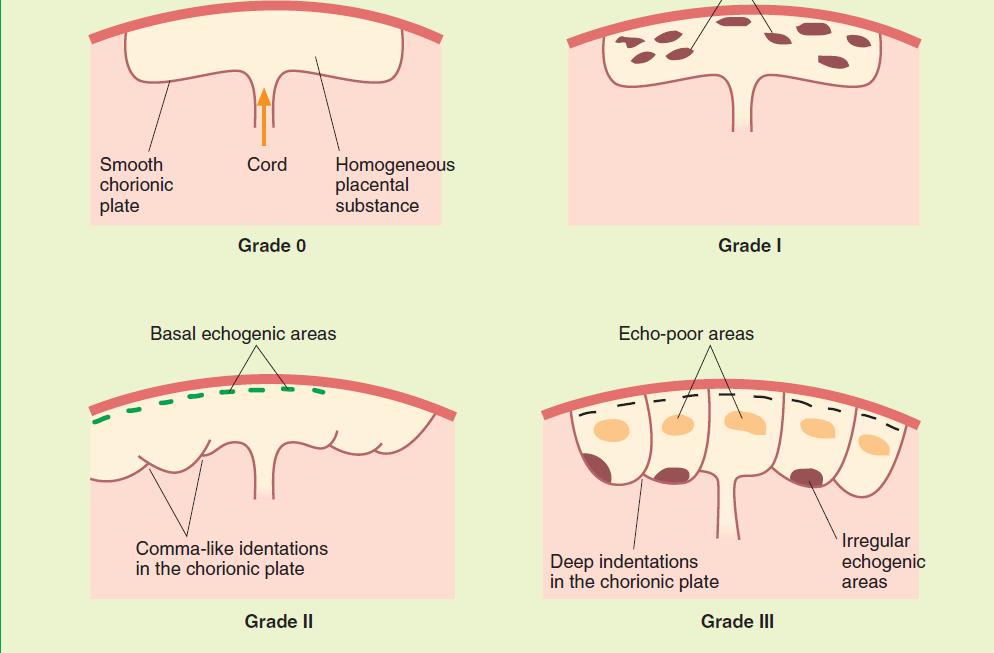 Smooth
chorionic
plate
Cord
Homogeneous
placental
substance
Grade 0
Grade I
Basal echogenic areas
Comma-like identations
in the chorionic plate
Grade II
Echo-poor areas
Deep indentations
in the chorionic plate
Irregular
echogenic
areas
Grade III